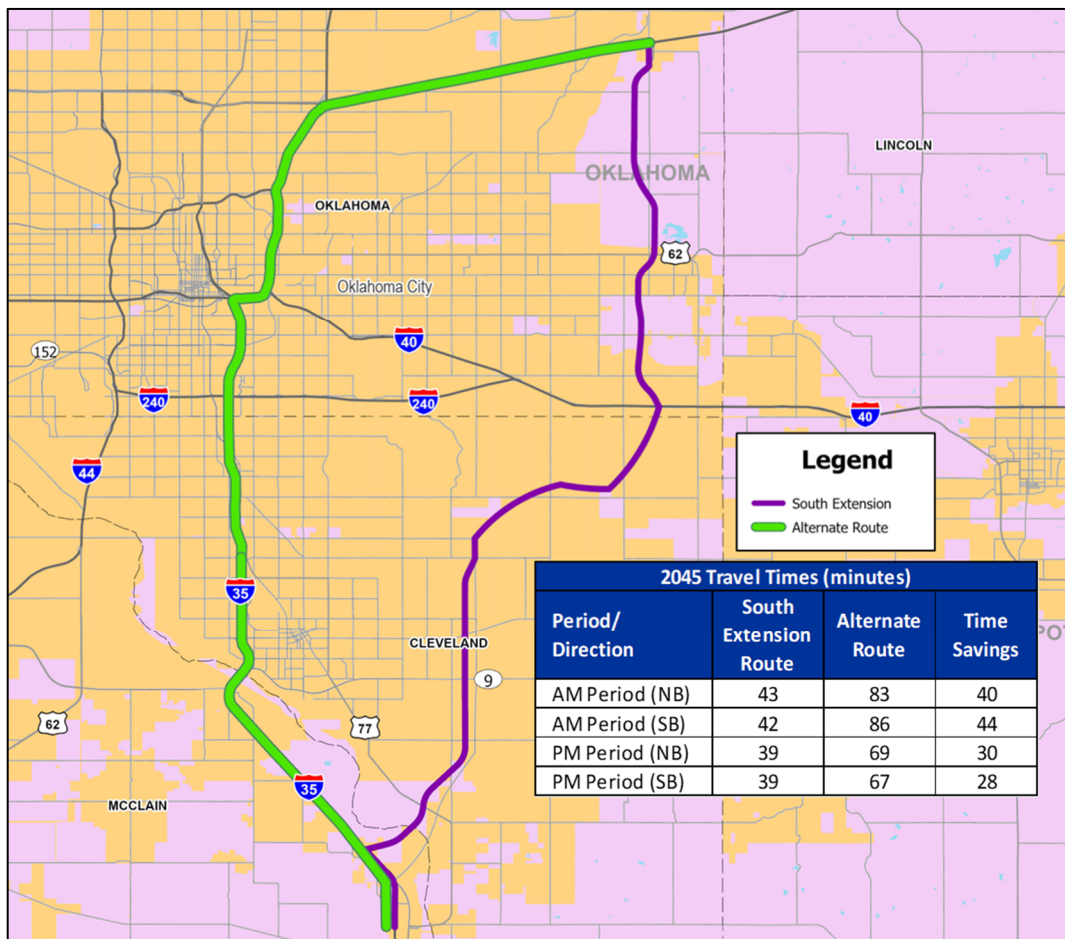 LINCOLN
OKLAHOMA
OKLAHOMA
62
Oklahoma City
40
152
240
240
40
44
Legend
South Extension
Alternate Route
35
2045 Travel Times (minutes)
Period/ Direction South Extension Route Alternate Route Time Savings
AM Period (NB) 43 83 40
AM Period (SB) 42 86 44
PM Period (NB) 39 69 30
PM Period (SB) 39 67 28
POT
CLEVELAND
9
62
77
35
MCCLAIN